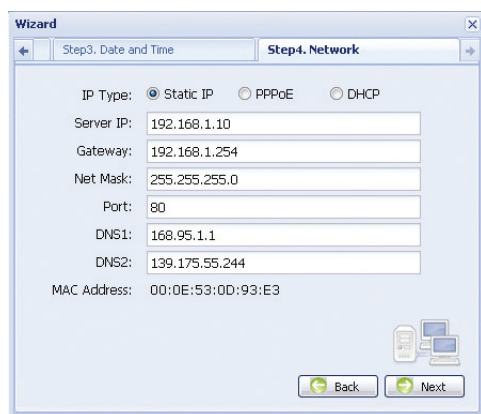 Wizard
Step3. Date and Time
Step4. Network
IP Type: Static IP PPPoE DHCP
Server IP: 192.168.1.10
Gateway: 192.168.1.254
Net Mask: 255.255.255.0
Port: 80
DNS1: 168.95.1.1
DNS2: 139.175.55.244
MAC Address: 00:0E:53:0D:93:E3
Back Next